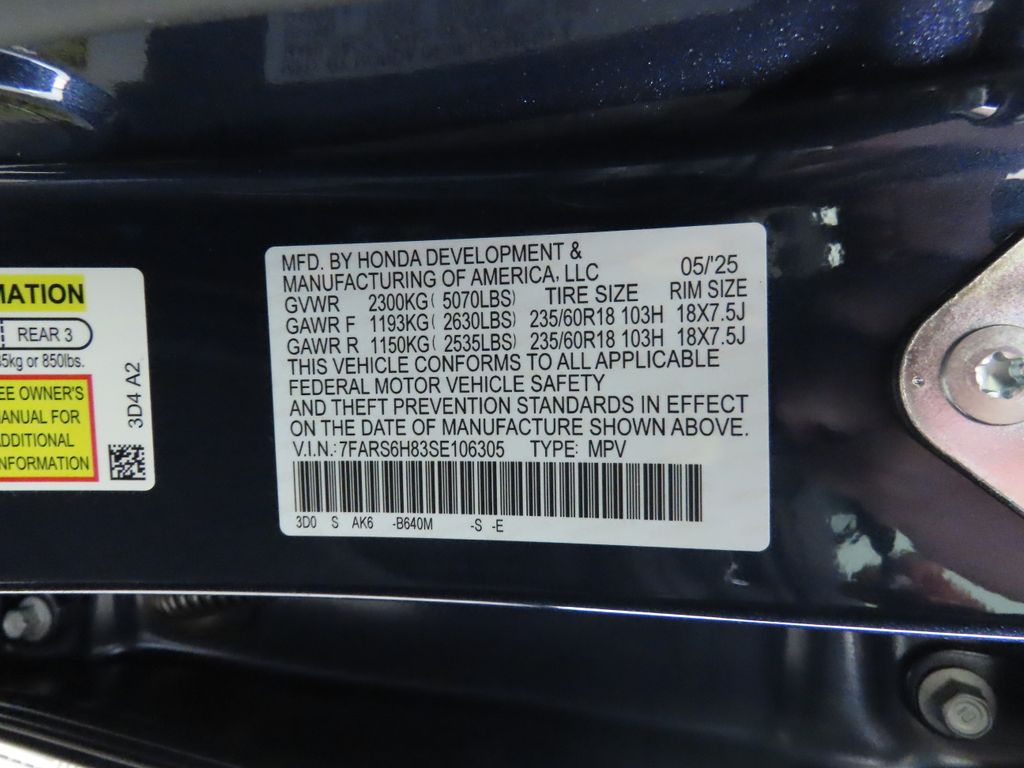 MFD. BY HONDA DEVELOPMENT &
MANUFACTURING OF AMERICA, LLC 05/'25
GVWR 2300KG( 5070LBS) TIRE SIZE RIM SIZE
GAWR F 1193KG( 2630LBS) 235/60R18 103H 18X7.5J
GAWR R 1150KG( 2535LBS) 235/60R18 103H 18X7.5J
THIS VEHICLE CONFORMS TO ALL APPLICABLE
FEDERAL MOTOR VEHICLE SAFETY
AND THEFT PREVENTION STANDARDS IN EFFECT
ON THE DATE OF MANUFACTURE SHOWN ABOVE.
V.I.N.:7FARS6H83SE106305 TYPE: MPV
3D0 S AK6 -B640M -S -E
MATION
REAR 3
5kg or 850lbs.
EE OWNER'S
MANUAL FOR
ADDITIONAL
NFORMATION
3D4 A2